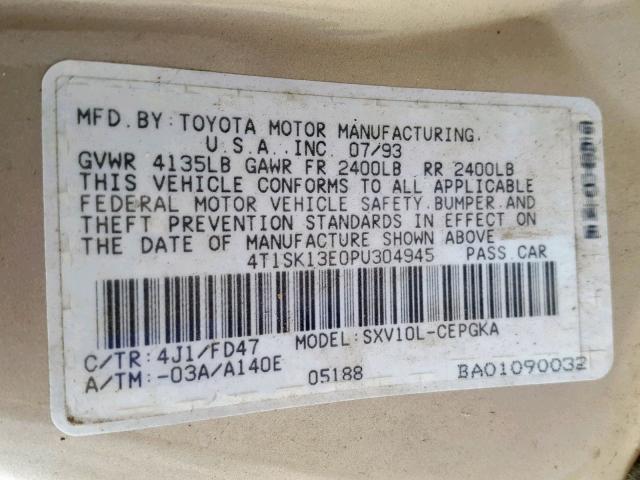 MFD. BY: TOYOTA MOTOR MANUFACTURING,
U.S.A., INC. 07/93
GVWR 4135LB GAWR FR 2400LB RR 2400LB
THIS VEHICLE CONFORMS TO ALL APPLICABLE
FEDERAL MOTOR VEHICLE SAFETY, BUMPER AND
THEFT PREVENTION STANDARDS IN EFFECT ON
THE DATE OF MANUFACTURE SHOWN ABOVE
4T1SK13E0PU304945 PASS. CAR
C/TR: 4J1/FD47 MODEL: SXV10L-CEPGKA
A/TM: -03A/A140E 05188 BA01090032